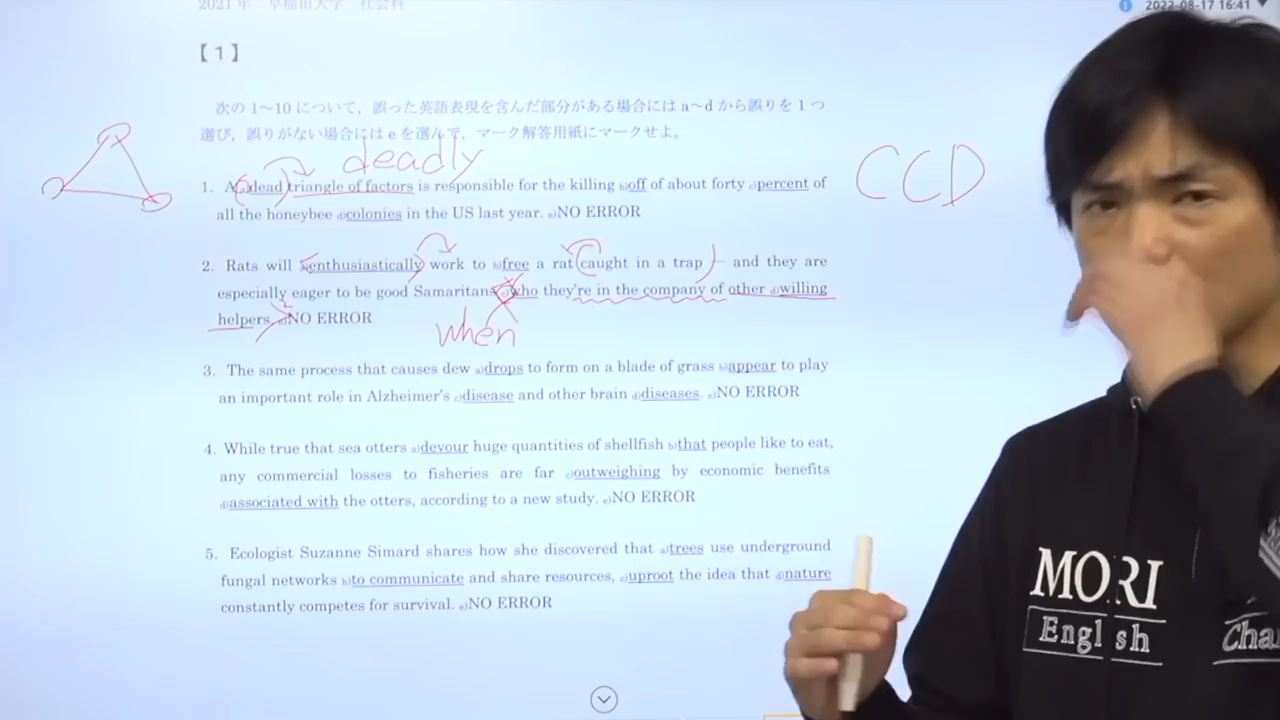 2021年 早稲田大学 社会科
2022-08-17 16:41
【1】
次の 1〜10 について，誤った英語表現を含んだ部分がある場合には a〜d から誤りを 1 つ
選び，誤りがない場合には e を選んで，マーク解答用紙にマークせよ。
deadly
CCD
1. A a)dead triangle of factors is responsible for the killing b)off of about forty c)percent of
all the honeybee d)colonies in the US last year. e)NO ERROR
2. Rats will a)enthusiastically work to b)free a rat caught in a trap, and they are
especially eager to be good Samaritans c)who they're in the company of other d)willing
helpers. e)NO ERROR
when
3. The same process that causes dew a)drops to form on a blade of grass b)appear to play
an important role in Alzheimer's c)disease and other brain d)diseases. e)NO ERROR
4. While true that sea otters a)devour huge quantities of shellfish b)that people like to eat,
any commercial losses to fisheries are far c)outweighing by economic benefits
d)associated with the otters, according to a new study. e)NO ERROR
5. Ecologist Suzanne Simard shares how she discovered that a)trees use underground
fungal networks b)to communicate and share resources, c)uproot the idea that d)nature
constantly competes for survival. e)NO ERROR
MORI
English